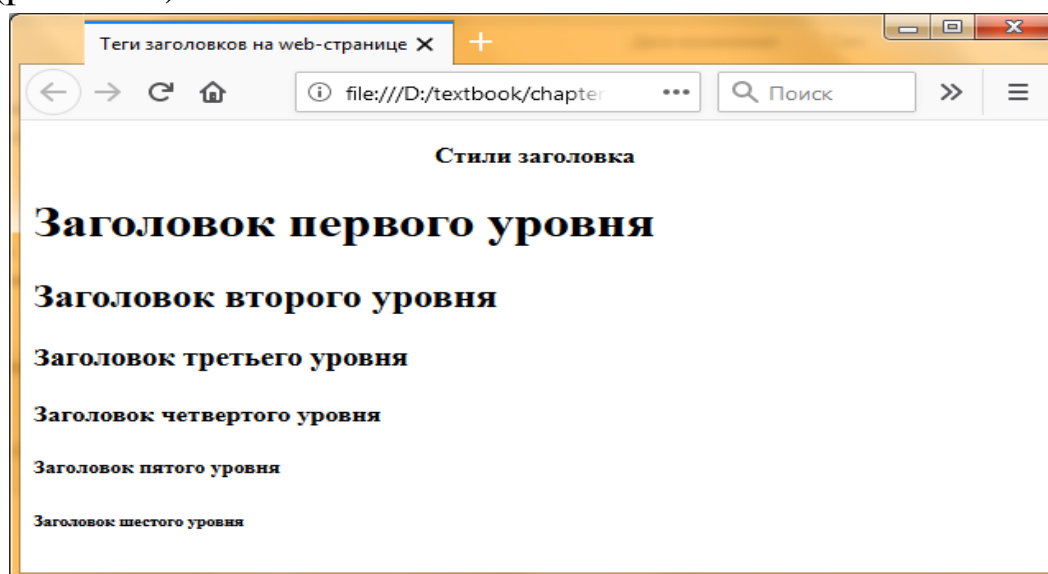 Теги заголовков на web-странице
file:///D:/textbook/chapter
Поиск
Стили заголовка
Заголовок первого уровня
Заголовок второго уровня
Заголовок третьего уровня
Заголовок четвертого уровня
Заголовок пятого уровня
Заголовок шестого уровня